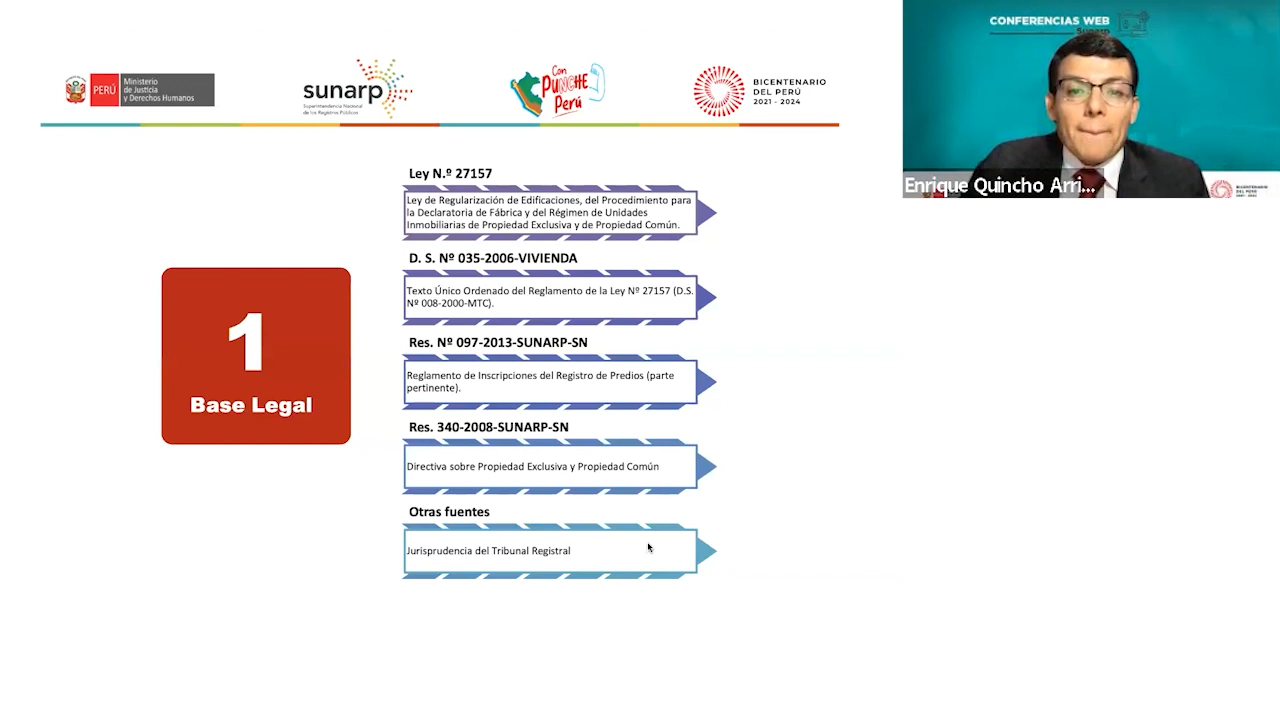 PERÚ
Ministerio
de Justicia
y Derechos Humanos
sunarp
Superintendencia Nacional
de los Registros Públicos
Con
PUNCHE
Perú
BICENTENARIO
DEL PERÚ
2021 - 2024
CONFERENCIAS WEB
Sunarp
Enrique Quincho Arri...
BICENTENARIO
DEL PERÚ
1
Base Legal
Ley N.º 27157
Ley de Regularización de Edificaciones, del Procedimiento para
la Declaratoria de Fábrica y del Régimen de Unidades
Inmobiliarias de Propiedad Exclusiva y de Propiedad Común.
D. S. Nº 035-2006-VIVIENDA
Texto Único Ordenado del Reglamento de la Ley Nº 27157 (D.S.
Nº 008-2000-MTC).
Res. Nº 097-2013-SUNARP-SN
Reglamento de Inscripciones del Registro de Predios (parte
pertinente).
Res. 340-2008-SUNARP-SN
Directiva sobre Propiedad Exclusiva y Propiedad Común
Otras fuentes
Jurisprudencia del Tribunal Registral